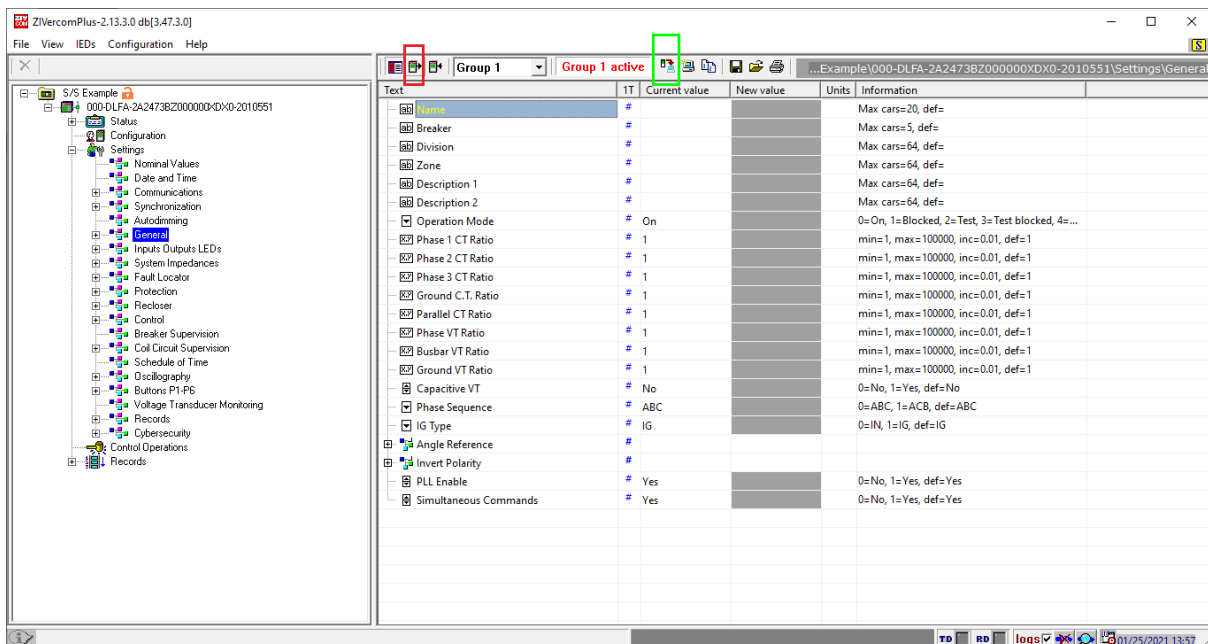 ZIVercomPlus-2.13.3.0 db[3.47.3.0]
File View IEDs Configuration Help
S
Group 1 Group 1 active ...Example\000-DLFA-2A2473BZ000000XDX0-2010551\Settings\General
S/S Example
000-DLFA-2A2473BZ000000XDX0-2010551
Status
Configuration
Settings
Nominal Values
Date and Time
Communications
Synchronization
Autodimming
General
Inputs Outputs LEDs
System Impedances
Fault Locator
Protection
Recloser
Control
Breaker Supervision
Coil Circuit Supervision
Schedule of Time
Oscillography
Buttons P1-P6
Voltage Transducer Monitoring
Records
Cybersecurity
Control Operations
Records
Text 1T Current value New value Units Information
ab Name # Max cars=20, def=
ab Breaker # Max cars=5, def=
ab Division # Max cars=64, def=
ab Zone # Max cars=64, def=
ab Description 1 # Max cars=64, def=
ab Description 2 # Max cars=64, def=
Operation Mode # On 0=On, 1=Blocked, 2=Test, 3=Test blocked, 4=...
X.Y Phase 1 CT Ratio # 1 min=1, max=100000, inc=0.01, def=1
X.Y Phase 2 CT Ratio # 1 min=1, max=100000, inc=0.01, def=1
X.Y Phase 3 CT Ratio # 1 min=1, max=100000, inc=0.01, def=1
X.Y Ground C.T. Ratio # 1 min=1, max=100000, inc=0.01, def=1
X.Y Parallel CT Ratio # 1 min=1, max=100000, inc=0.01, def=1
X.Y Phase VT Ratio # 1 min=1, max=100000, inc=0.01, def=1
X.Y Busbar VT Ratio # 1 min=1, max=100000, inc=0.01, def=1
X.Y Ground VT Ratio # 1 min=1, max=100000, inc=0.01, def=1
Capacitive VT # No 0=No, 1=Yes, def=No
Phase Sequence # ABC 0=ABC, 1=ACB, def=ABC
IG Type # IG 0=IN, 1=IG, def=IG
Angle Reference #
Invert Polarity #
PLL Enable # Yes 0=No, 1=Yes, def=Yes
Simultaneous Commands # Yes 0=No, 1=Yes, def=Yes
TD RD logs 01/25/2021 13:57